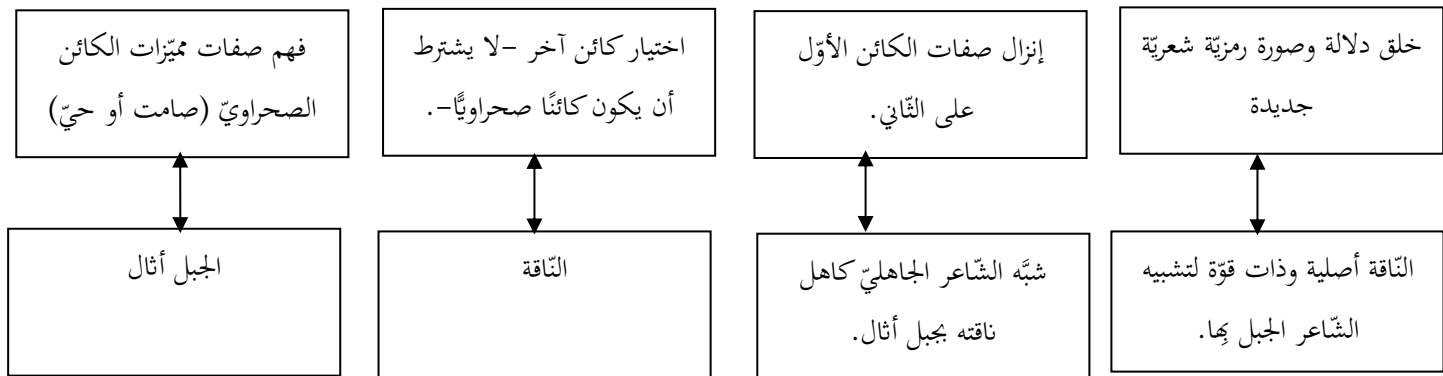 فهم صفات مميّزات الكائن
الصحراويّ (صامت أو حيّ)
اختيار كائن آخر –لا يشترط
أن يكون كائنًا صحراويًّا–.
إنزال صفات الكائن الأوّل
على الثّاني.
خلق دلالة وصورة رمزيّة شعريّة
جديدة
الجبل أثال
النّاقة
شبَّه الشّاعر الجاهليّ كاهل
ناقته بجبل أثال.
النّاقة أصلية وذات قوّة لتشبيه
الشّاعر الجبل بِها.